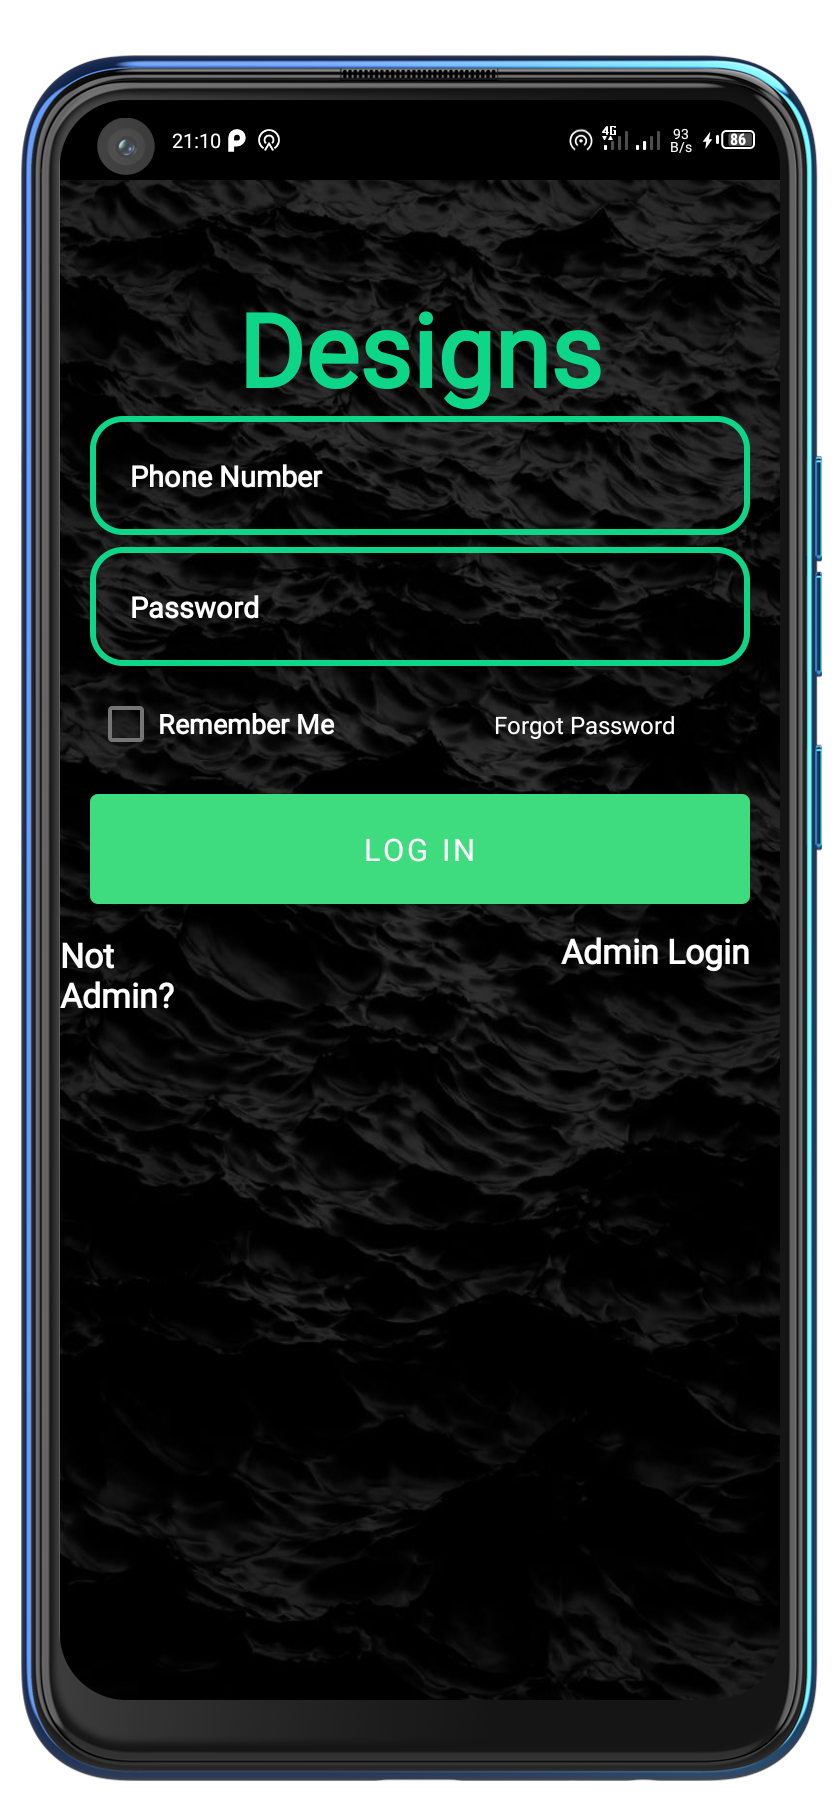 21:10
4G
93
B/s
86
Designs
Phone Number
Password
Remember Me
Forgot Password
LOG IN
Not
Admin?
Admin Login